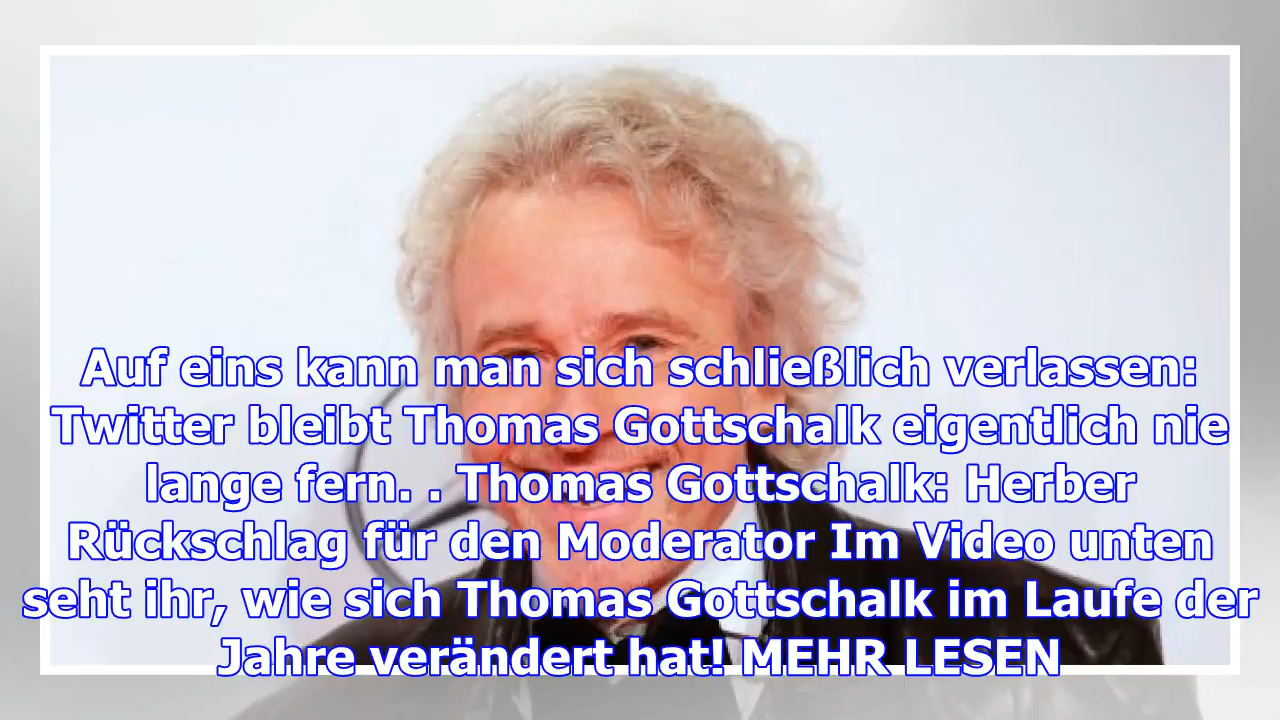 Auf eins kann man sich schließlich verlassen:
Twitter bleibt Thomas Gottschalk eigentlich nie
lange fern. . Thomas Gottschalk: Herber
Rückschlag für den Moderator Im Video unten
seht ihr, wie sich Thomas Gottschalk im Laufe der
Jahre verändert hat! MEHR LESEN